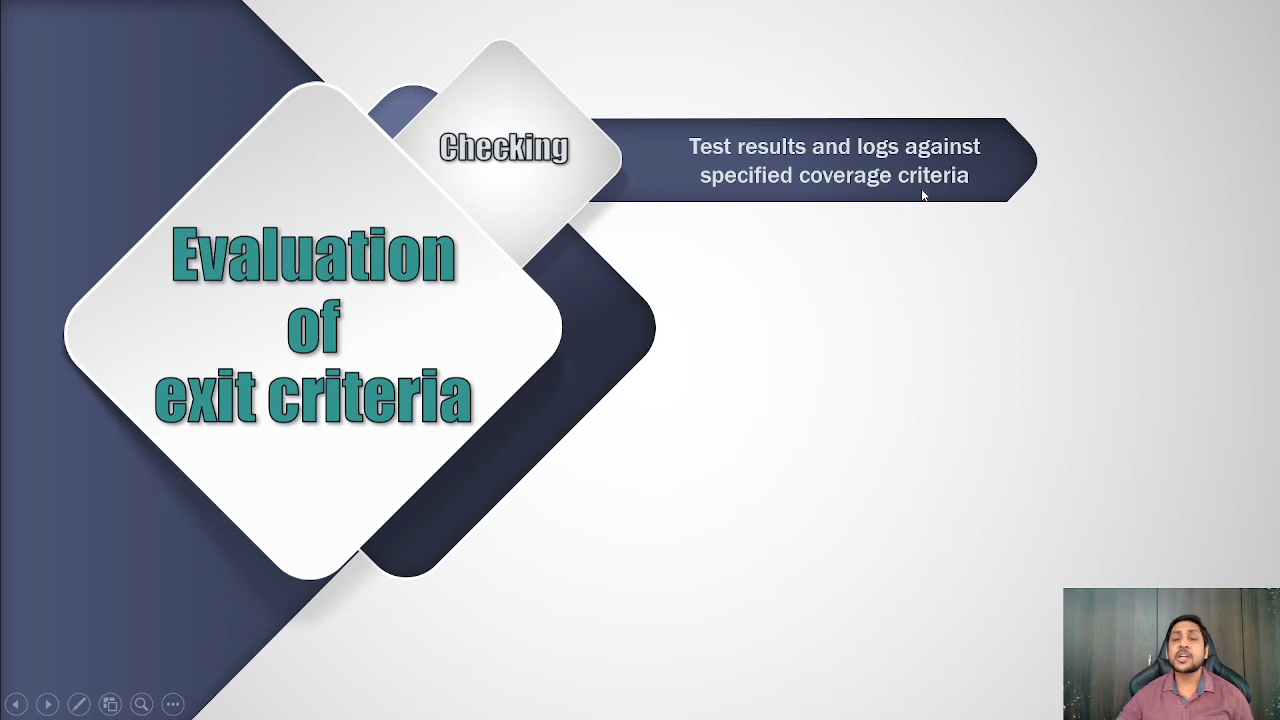 Checking
Test results and logs against
specified coverage criteria
Evaluation
of
exit criteria